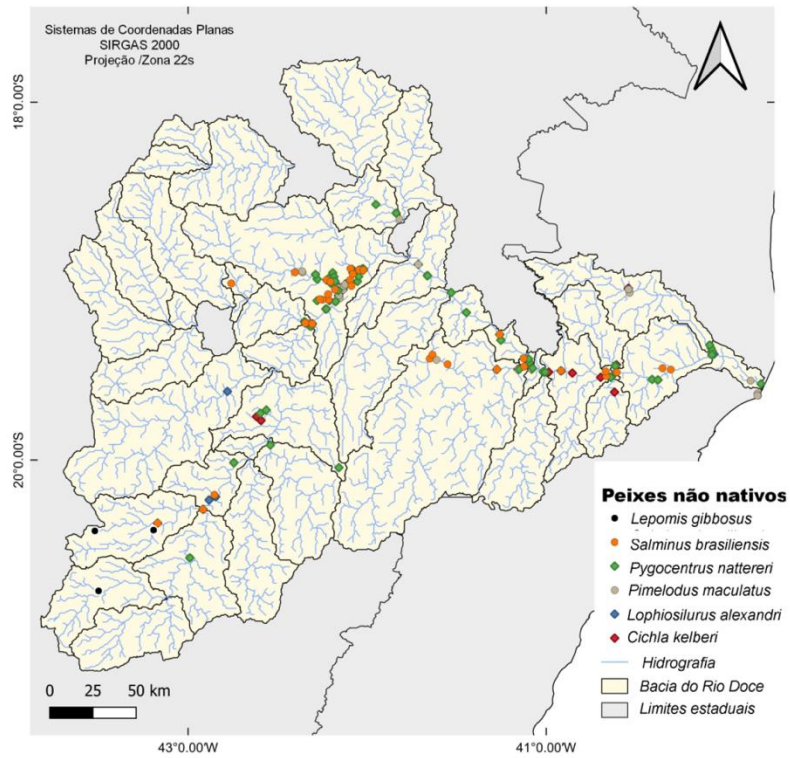 Sistemas de Coordenadas Planas
SIRGAS 2000
Projeção /Zona 22s
18°0.00'S
20°0.00'S
Peixes não nativos
Lepomis gibbosus
Salminus brasiliensis
Pygocentrus nattereri
Pimelodus maculatus
Lophiosilurus alexandri
Cichla kelberi
Hidrografia
Bacia do Rio Doce
Limites estaduais
0 25 50 km
43°0.00'W 41°0.00'W